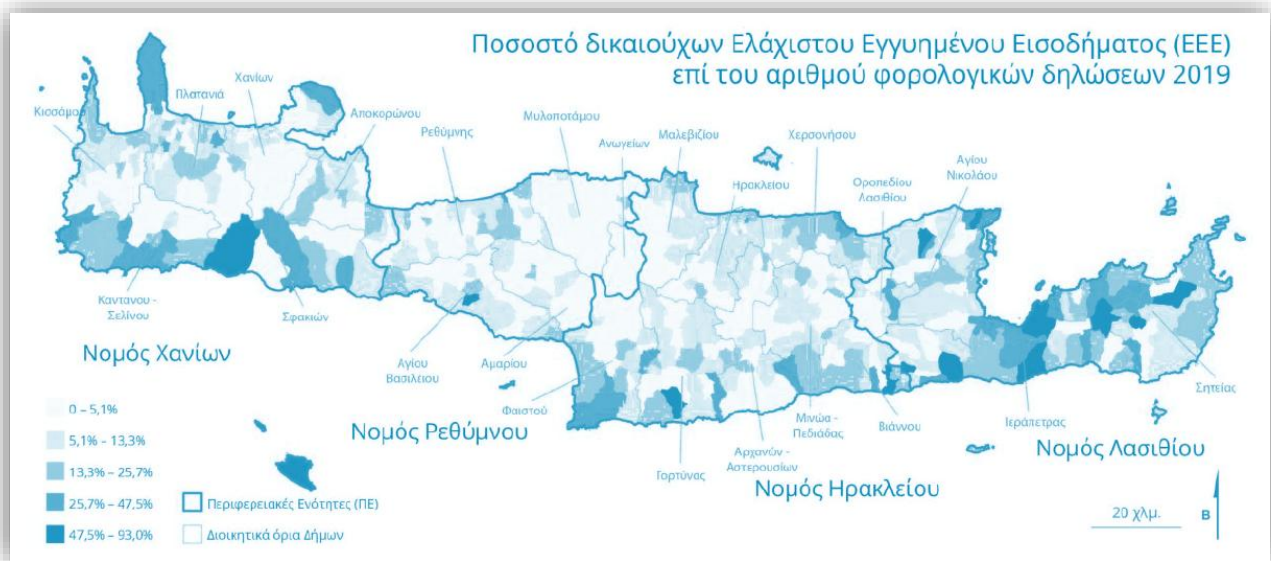 Ποσοστό δικαιούχων Ελάχιστου Εγγυημένου Εισοδήματος (ΕΕΕ)
επί του αριθμού φορολογικών δηλώσεων 2019
Κισσάμου
Πλατανιά
Χανίων
Αποκορώνου
Ρεθύμνης
Μυλοποτάμου
Ανωγείων
Μαλεβιζίου
Ηρακλείου
Χερσονήσου
Οροπεδίου
Λασιθίου
Αγίου
Νικολάου
Καντανου -
Σελίνου
Σφακιών
Νομός Χανίων
Αγίου
Βασιλείου
Αμαρίου
Φαιστού
Νομός Ρεθύμνου
Γορτύνας
Αρχανών -
Αστερουσίων
Μινώα -
Πεδιάδας
Βιάννου
Νομός Ηρακλείου
Ιεράπετρας
Σητείας
Νομός Λασιθίου
0 – 5,1%
5,1% – 13,3%
13,3% – 25,7%
25,7% – 47,5%
47,5% – 93,0%
Περιφερειακές Ενότητες (ΠΕ)
Διοικητικά όρια Δήμων
20 χλμ.
Β